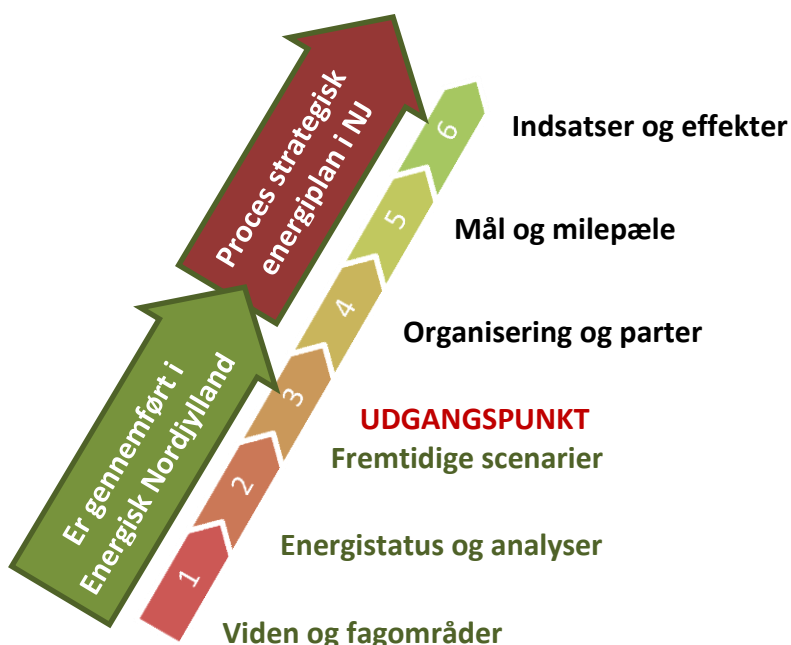 Proces strategisk
energiplan i NJ
Er gennemført i
Energisk Nordjylland
6
Indsatser og effekter
5
Mål og milepæle
4
Organisering og parter
3
UDGANGSPUNKT
Fremtidige scenarier
2
Energistatus og analyser
1
Viden og fagområder